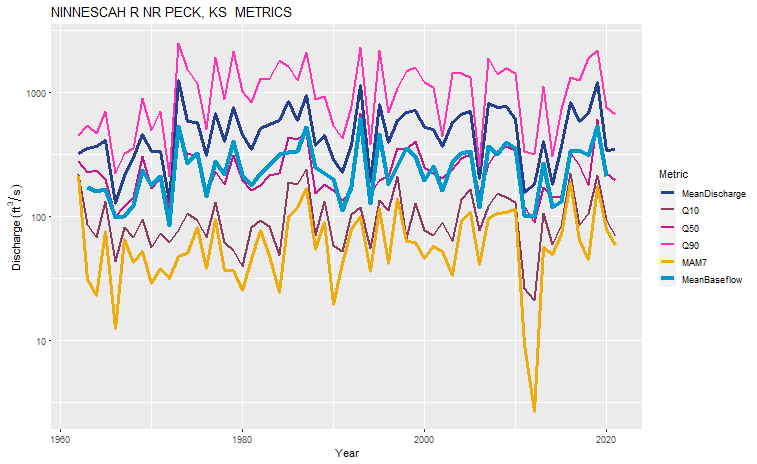 NINNESCAH R NR PECK, KS  METRICS
Discharge (ft³/s)
1000
100
10
1960
1980
2000
2020
Year
Metric
MeanDischarge
Q10
Q50
Q90
MAM7
MeanBaseflow